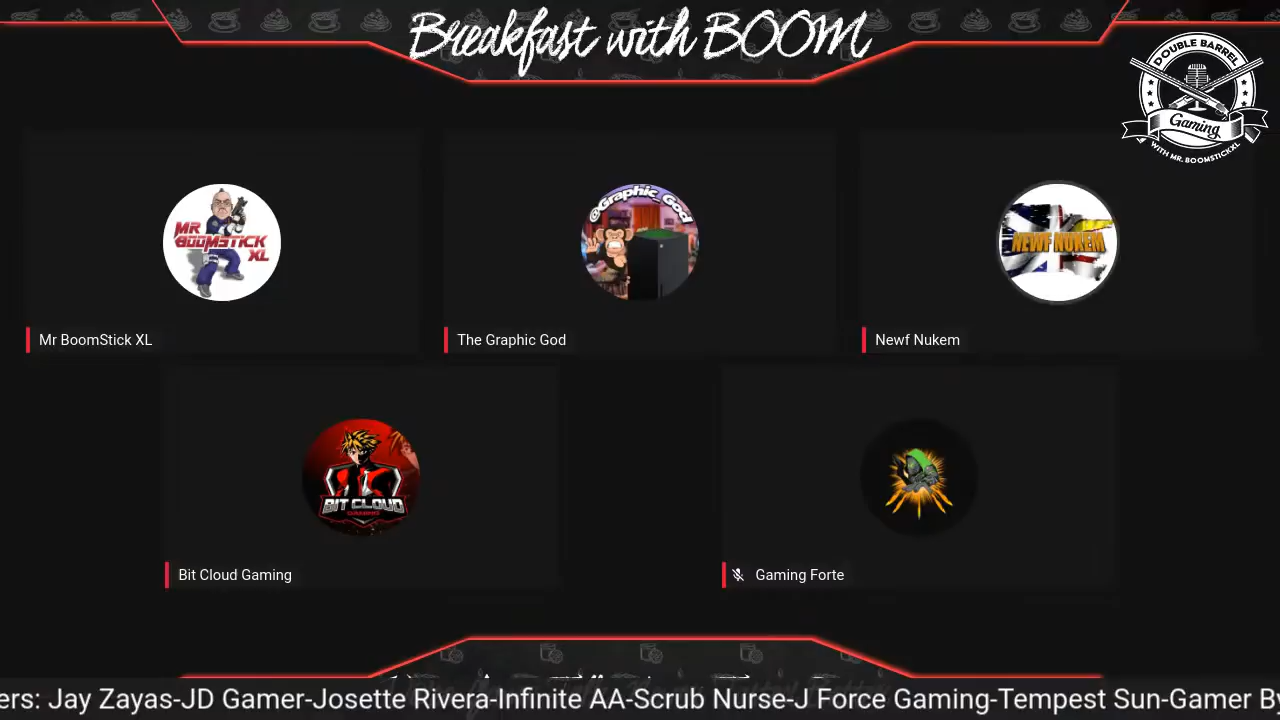 Breakfast with BOOM
DOUBLE BARREL
Gaming
WITH MR. BOOMSTICKXL
MR
BOOMSTICK
XL
@Graphic_God
NEWF NUKEM
Mr BoomStick XL
The Graphic God
Newf Nukem
BIT CLOUD
GAMING
Bit Cloud Gaming
Gaming Forte
ers: Jay Zayas-JD Gamer-Josette Rivera-Infinite AA-Scrub Nurse-J Force Gaming-Tempest Sun-Gamer B